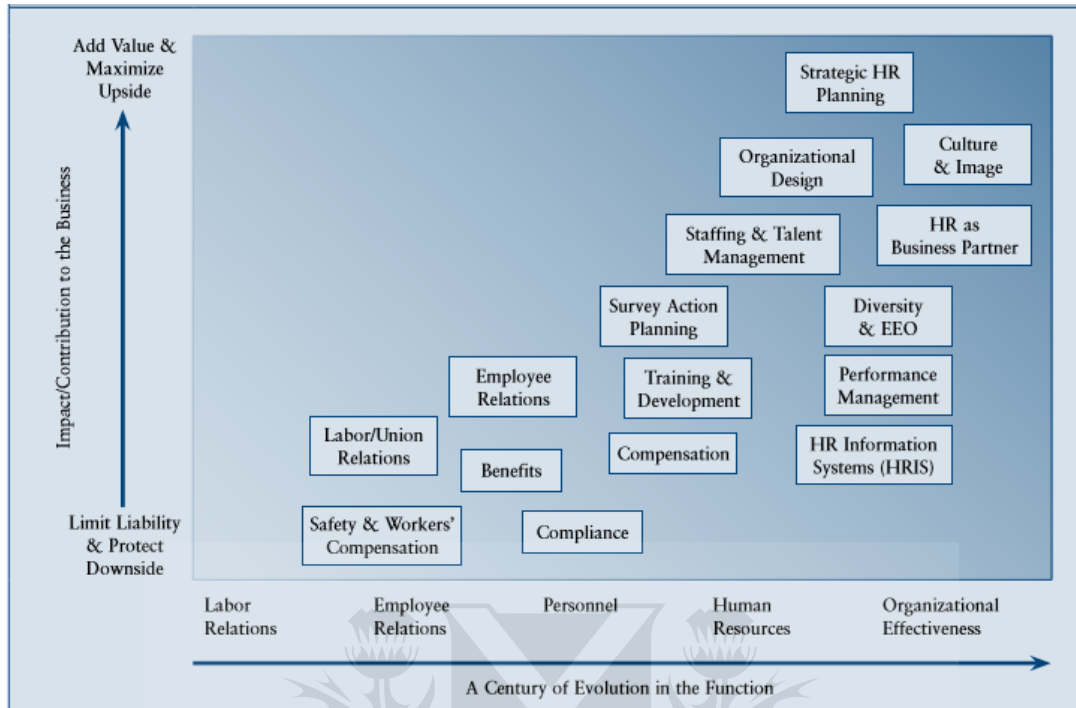 Add Value &
Maximize
Upside
Impact/Contribution to the Business
Limit Liability
& Protect
Downside
Strategic HR
Planning
Culture
& Image
Organizational
Design
HR as
Business Partner
Staffing & Talent
Management
Survey Action
Planning
Diversity
& EEO
Employee
Relations
Training &
Development
Performance
Management
Labor/Union
Relations
Benefits
Compensation
HR Information
Systems (HRIS)
Safety & Workers’
Compensation
Compliance
Labor
Relations
Employee
Relations
Personnel
Human
Resources
Organizational
Effectiveness
A Century of Evolution in the Function